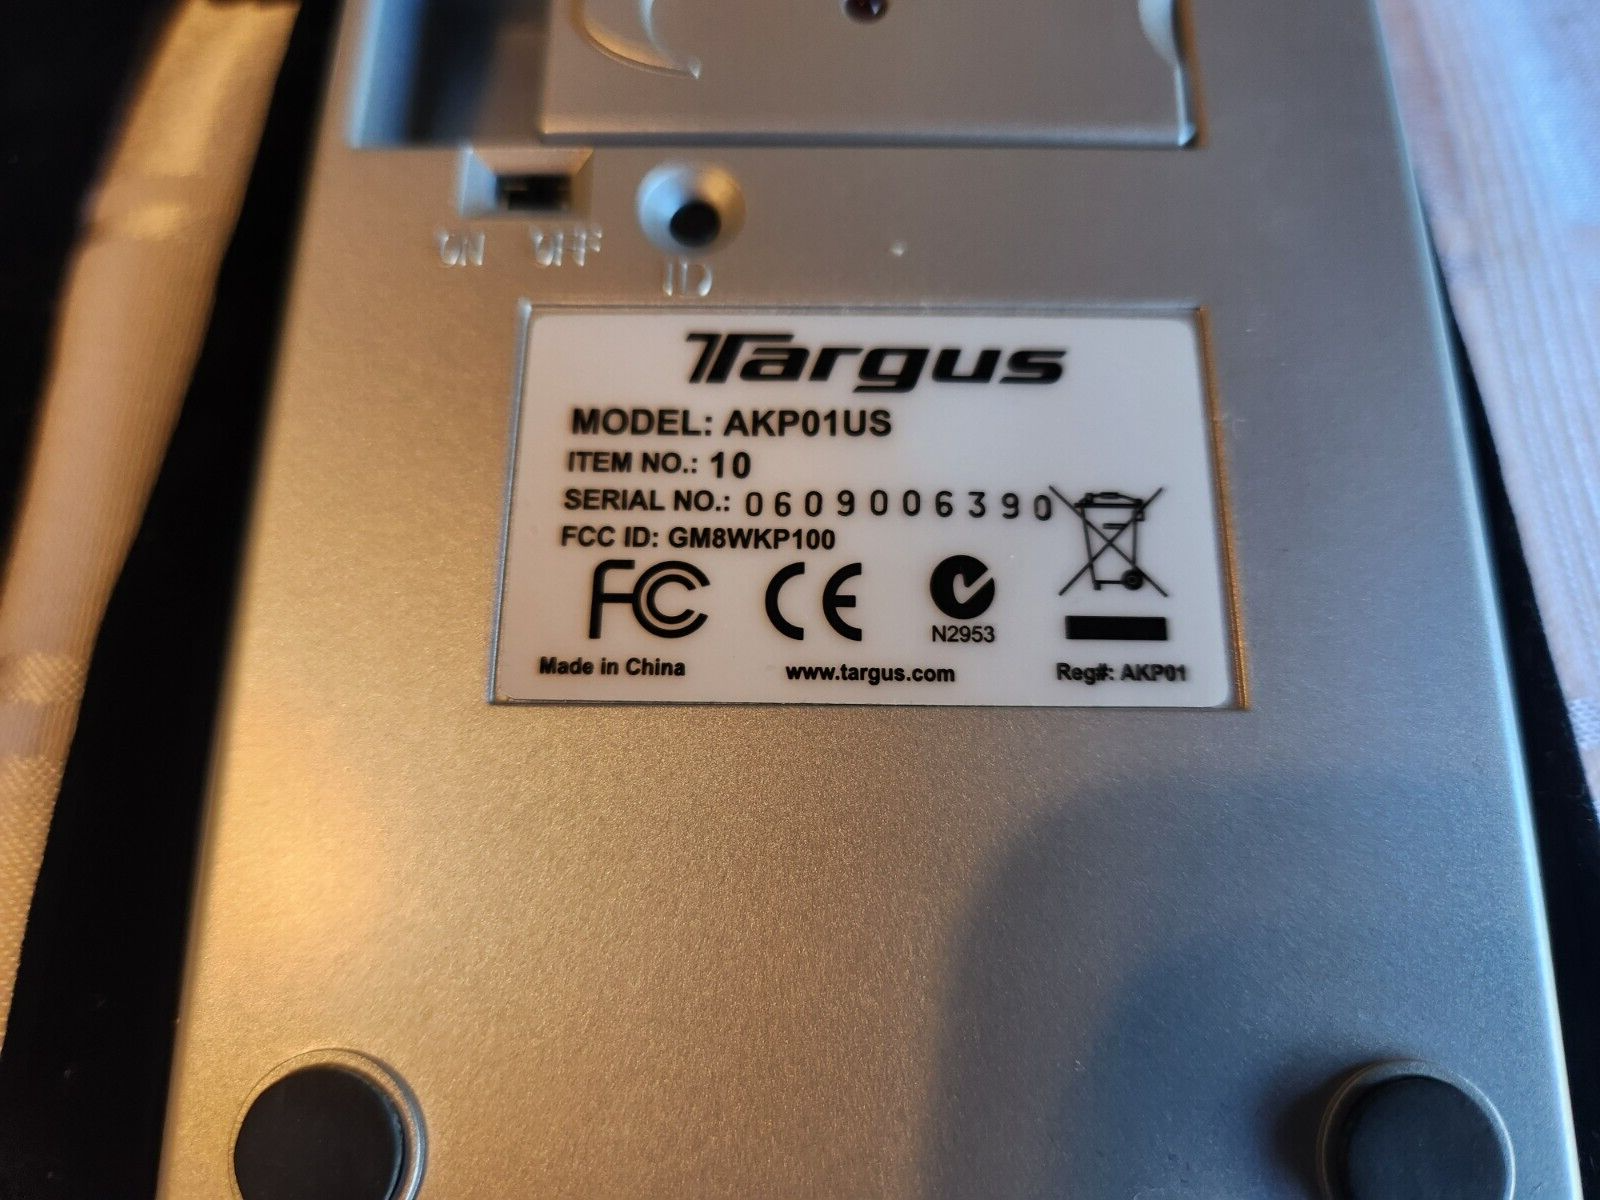 ON OFF
ID
Targus
MODEL: AKP01US
ITEM NO.: 10
SERIAL NO.: 0609006390
FCC ID: GM8WKP100
FC CE
N2953
Made in China www.targus.com Reg#: AKP01